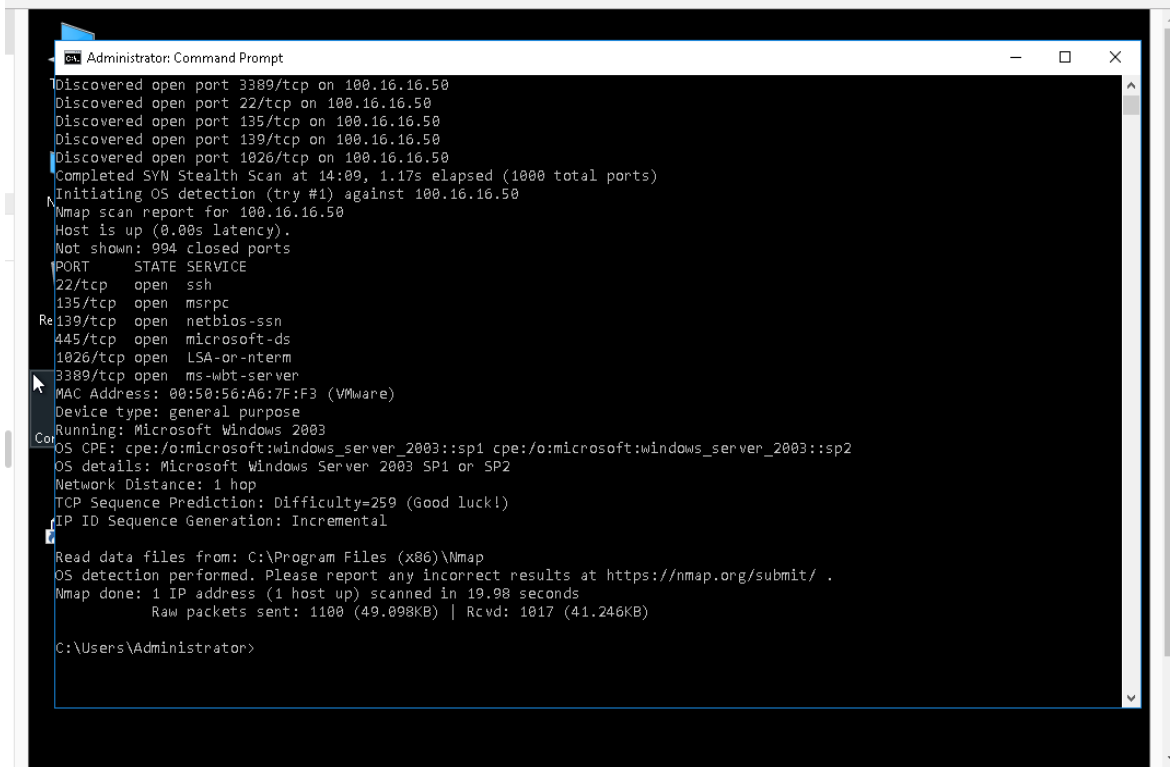 Administrator: Command Prompt
Discovered open port 3389/tcp on 100.16.16.50
Discovered open port 22/tcp on 100.16.16.50
Discovered open port 135/tcp on 100.16.16.50
Discovered open port 139/tcp on 100.16.16.50
Discovered open port 1026/tcp on 100.16.16.50
Completed SYN Stealth Scan at 14:09, 1.17s elapsed (1000 total ports)
Initiating OS detection (try #1) against 100.16.16.50
Nmap scan report for 100.16.16.50
Host is up (0.00s latency).
Not shown: 994 closed ports
PORT     STATE SERVICE
22/tcp   open  ssh
135/tcp  open  msrpc
139/tcp  open  netbios-ssn
445/tcp  open  microsoft-ds
1026/tcp open  LSA-or-nterm
3389/tcp open  ms-wbt-server
MAC Address: 00:50:56:A6:7F:F3 (VMware)
Device type: general purpose
Running: Microsoft Windows 2003
OS CPE: cpe:/o:microsoft:windows_server_2003::sp1 cpe:/o:microsoft:windows_server_2003::sp2
OS details: Microsoft Windows Server 2003 SP1 or SP2
Network Distance: 1 hop
TCP Sequence Prediction: Difficulty=259 (Good luck!)
IP ID Sequence Generation: Incremental
Read data files from: C:\Program Files (x86)\Nmap
OS detection performed. Please report any incorrect results at https://nmap.org/submit/ .
Nmap done: 1 IP address (1 host up) scanned in 19.98 seconds
Raw packets sent: 1100 (49.098KB) | Rcvd: 1017 (41.246KB)
C:\Users\Administrator>